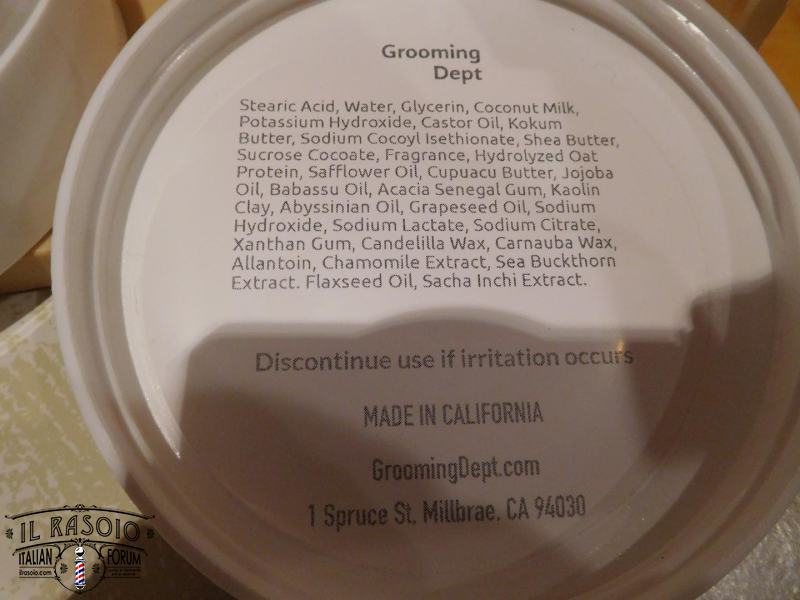 Grooming
Dept
Stearic Acid, Water, Glycerin, Coconut Milk,
Potassium Hydroxide, Castor Oil, Kokum
Butter, Sodium Cocoyl Isethionate, Shea Butter,
Sucrose Cocoate, Fragrance, Hydrolyzed Oat
Protein, Safflower Oil, Cupuacu Butter, Jojoba
Oil, Babassu Oil, Acacia Senegal Gum, Kaolin
Clay, Abyssinian Oil, Grapeseed Oil, Sodium
Hydroxide, Sodium Lactate, Sodium Citrate,
Xanthan Gum, Candelilla Wax, Carnauba Wax,
Allantoin, Chamomile Extract, Sea Buckthorn
Extract. Flaxseed Oil, Sacha Inchi Extract.
Discontinue use if irritation occurs
MADE IN CALIFORNIA
GroomingDept.com
1 Spruce St, Millbrae, CA 94030
IL RASOIO
ITALIAN FORUM
ilrasoio.com